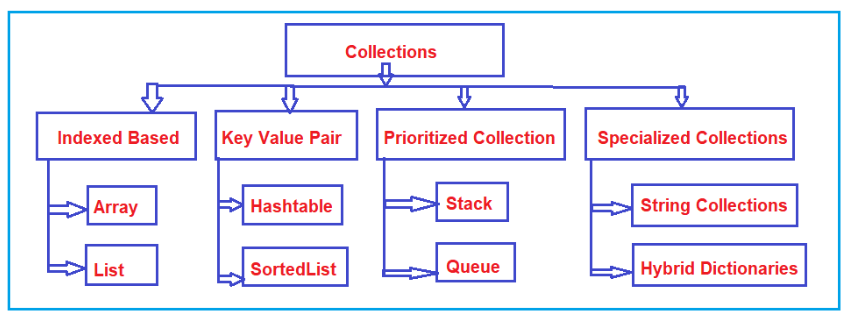 Collections
Indexed Based
Key Value Pair
Prioritized Collection
Specialized Collections
Array
Hashtable
Stack
String Collections
List
SortedList
Queue
Hybrid Dictionaries